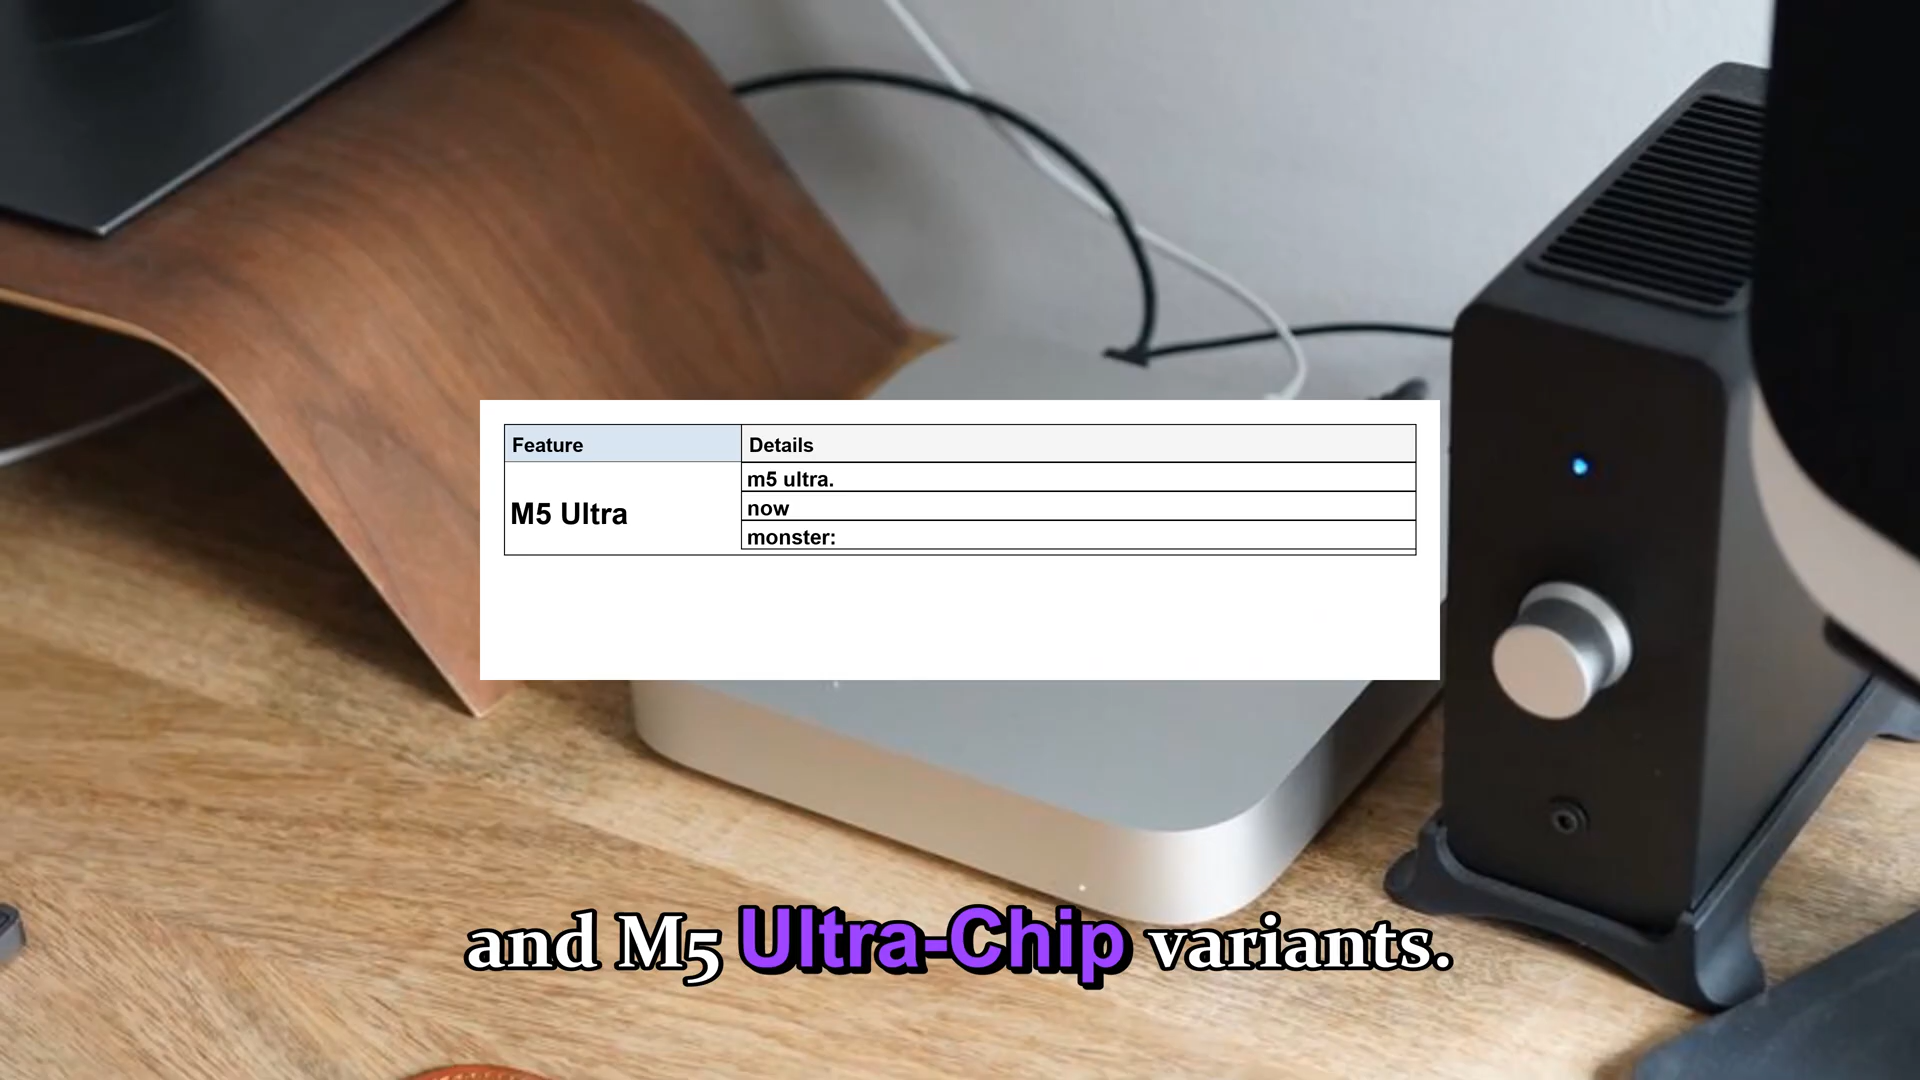 Feature Details
m5 ultra.
M5 Ultra now
monster:
and M5 Ultra-Chip variants.